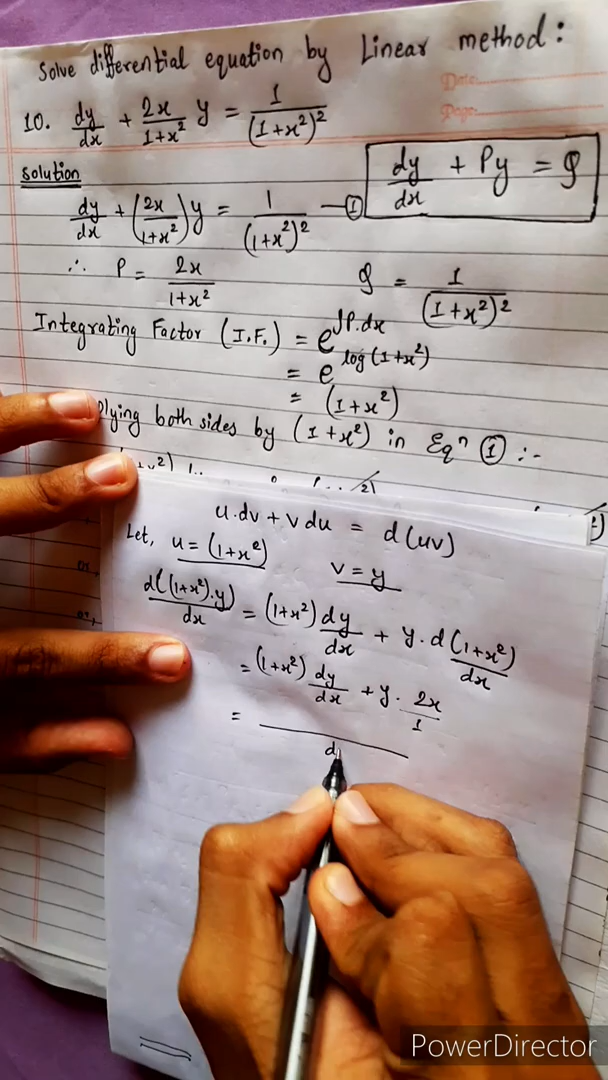 Solve differential equation by Linear method:
Date
Page
10. dy/dx + 2x/1+x² y = 1/(1+x²)²
Solution
dy/dx + Py = Q
dy/dx + (2x/1+x²)y = 1/(1+x²)² —①
∴ P = 2x/1+x² Q = 1/(1+x²)²
Integrating Factor (I.F.) = e^∫P.dx
= e^log(1+x²)
= (1+x²)
plying both sides by (1+x²) in Eqⁿ ① :-
u.dv + v du = d(uv)
Let, u = (1+x²) v = y
d((1+x²).y)/dx = (1+x²) dy/dx + y. d(1+x²)/dx
= (1+x²) dy/dx + y. 2x/1
=
d
PowerDirector